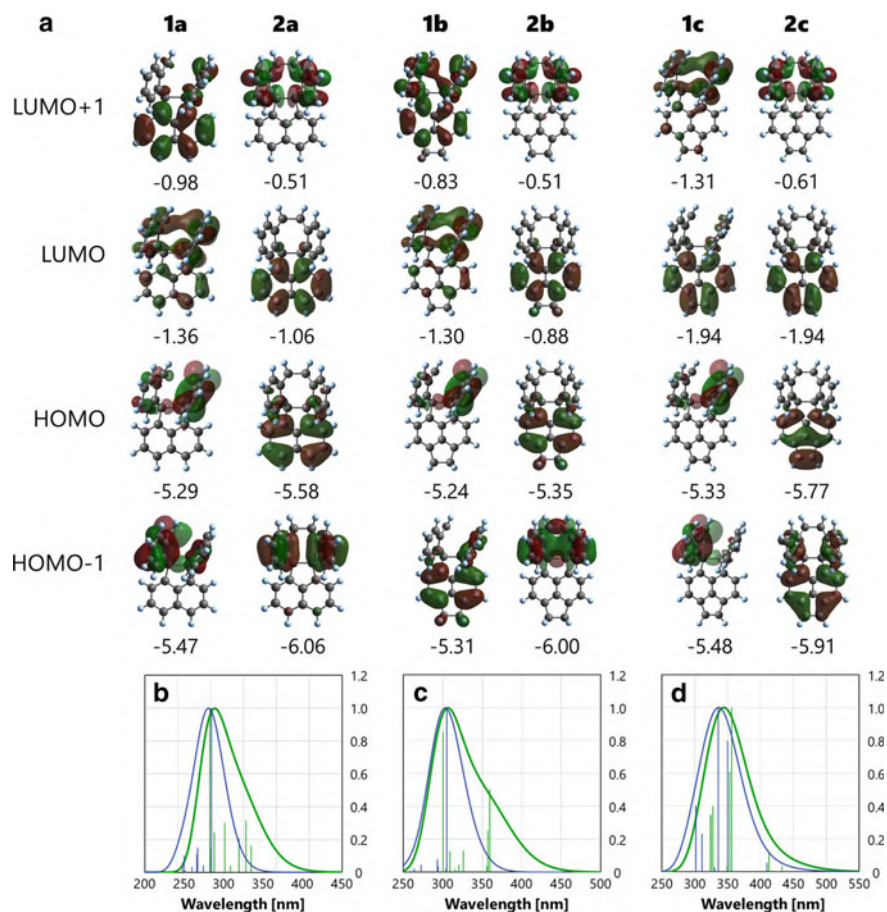 a
1a 2a 1b 2b 1c 2c
LUMO+1
-0.98 -0.51 -0.83 -0.51 -1.31 -0.61
LUMO
-1.36 -1.06 -1.30 -0.88 -1.94 -1.94
HOMO
-5.29 -5.58 -5.24 -5.35 -5.33 -5.77
HOMO-1
-5.47 -6.06 -5.31 -6.00 -5.48 -5.91
b
1.2
1.0
0.8
0.6
0.4
0.2
0
200 250 300 350 400 450
Wavelength [nm]
c
1.2
1.0
0.8
0.6
0.4
0.2
0
250 300 350 400 450 500
Wavelength [nm]
d
1.2
1.0
0.8
0.6
0.4
0.2
0
250 300 350 400 450 500 550
Wavelength [nm]